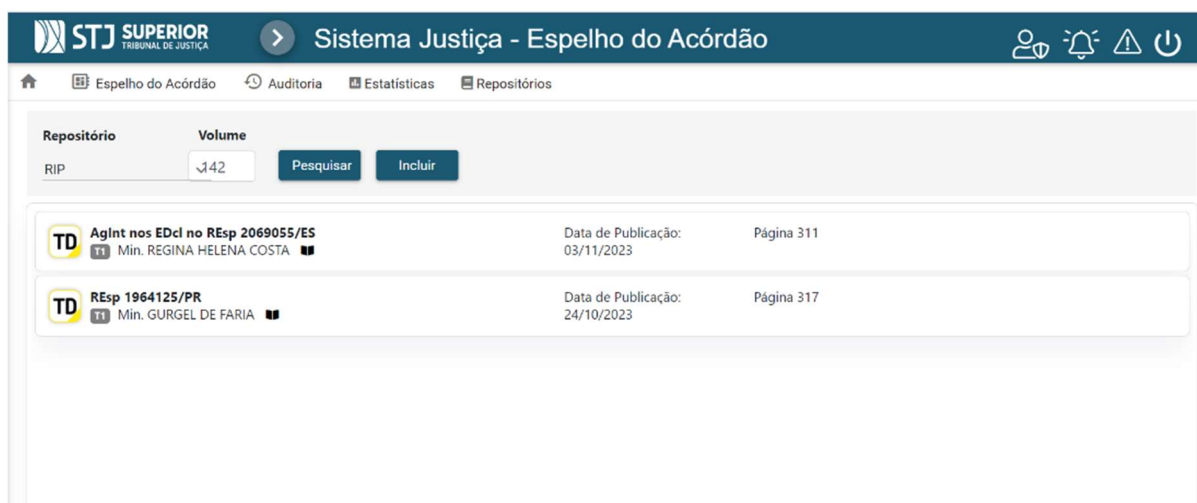 STJ SUPERIOR TRIBUNAL DE JUSTIÇA Sistema Justiça - Espelho do Acórdão
Espelho do Acórdão Auditoria Estatísticas Repositórios
Repositório Volume
RIP 142 Pesquisar Incluir
TD AgInt nos EDcl no REsp 2069055/ES Data de Publicação: Página 311
T1 Min. REGINA HELENA COSTA 03/11/2023
TD REsp 1964125/PR Data de Publicação: Página 317
T1 Min. GURGEL DE FARIA 24/10/2023